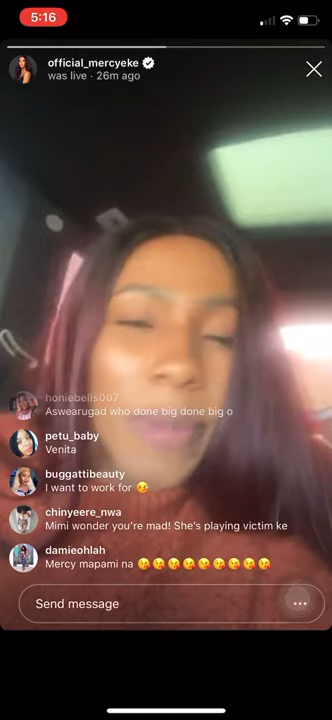 5:16
official_mercyeke
was live · 26m ago
honiebells007
Aswearugad who done big done big o
petu_baby
Venita
buggattibeauty
I want to work for 🤨
chinyeere_nwa
Mimi wonder you're mad! She's playing victim ke
damieohlah
Mercy mapami na 😘😘😘😘😘😘😘😘😘
Send message